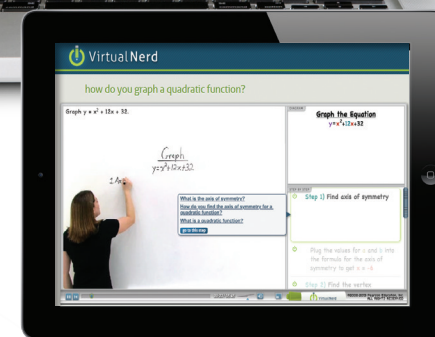 VirtualNerd
how do you graph a quadratic function?
Graph y = x² + 12x + 32.
Graph
y=x²+12x+32
What is the axis of symmetry?
How do you find the axis of symmetry for a
quadratic function?
What is a quadratic function?
go to this step
Graph the Equation
y=x²+12x+32
Step 1) Find axis of symmetry
Plug the values for a and b into
the formula for the axis of
symmetry to get x =
Step 2) Find the vertex
ALL RIGHTS RESERVED